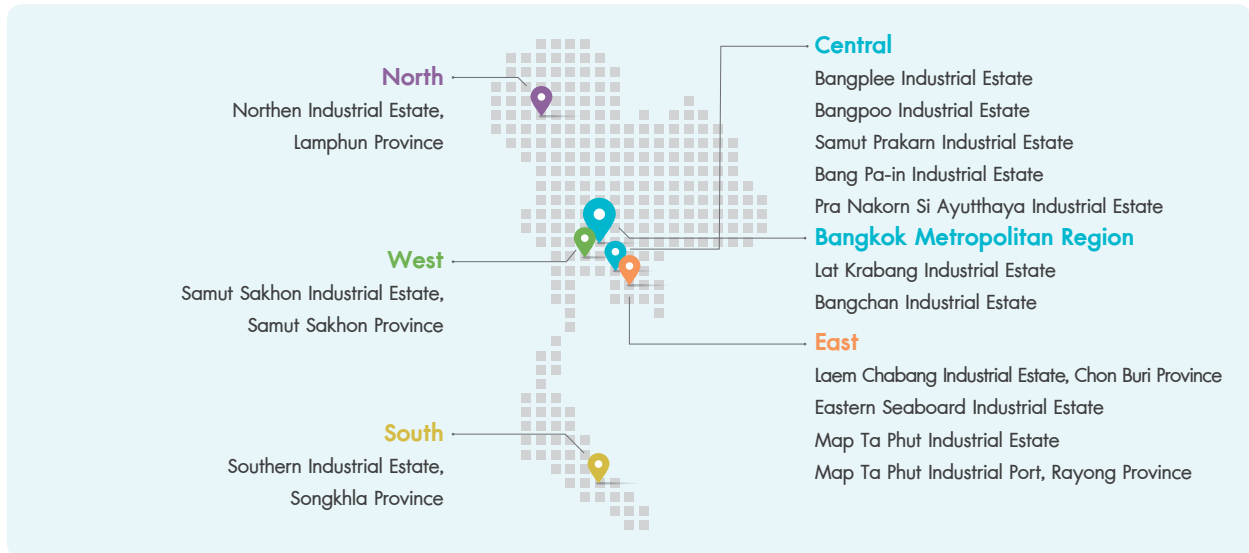 North
Northen Industrial Estate,
Lamphun Province
West
Samut Sakhon Industrial Estate,
Samut Sakhon Province
South
Southern Industrial Estate,
Songkhla Province
Central
Bangplee Industrial Estate
Bangpoo Industrial Estate
Samut Prakarn Industrial Estate
Bang Pa-in Industrial Estate
Pra Nakorn Si Ayutthaya Industrial Estate
Bangkok Metropolitan Region
Lat Krabang Industrial Estate
Bangchan Industrial Estate
East
Laem Chabang Industrial Estate, Chon Buri Province
Eastern Seaboard Industrial Estate
Map Ta Phut Industrial Estate
Map Ta Phut Industrial Port, Rayong Province